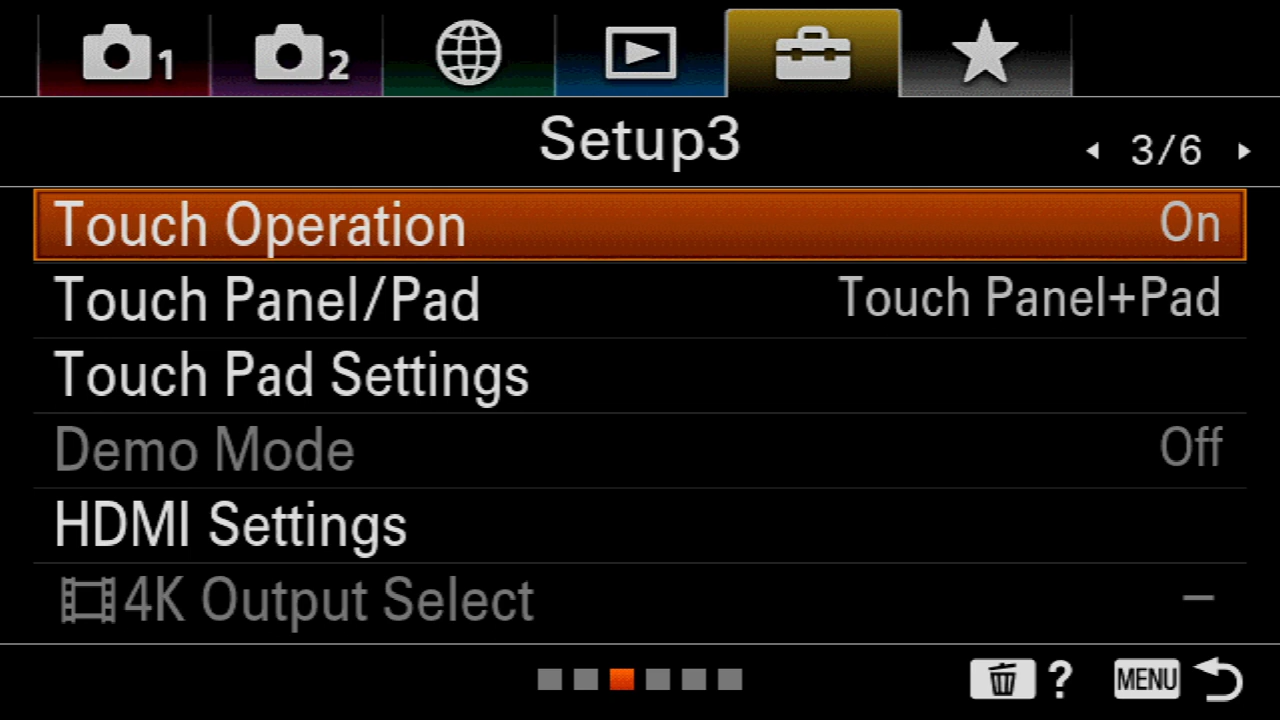 1 2
Setup3
3/6
Touch Operation On
Touch Panel/Pad Touch Panel+Pad
Touch Pad Settings
Demo Mode Off
HDMI Settings
4K Output Select –
? MENU